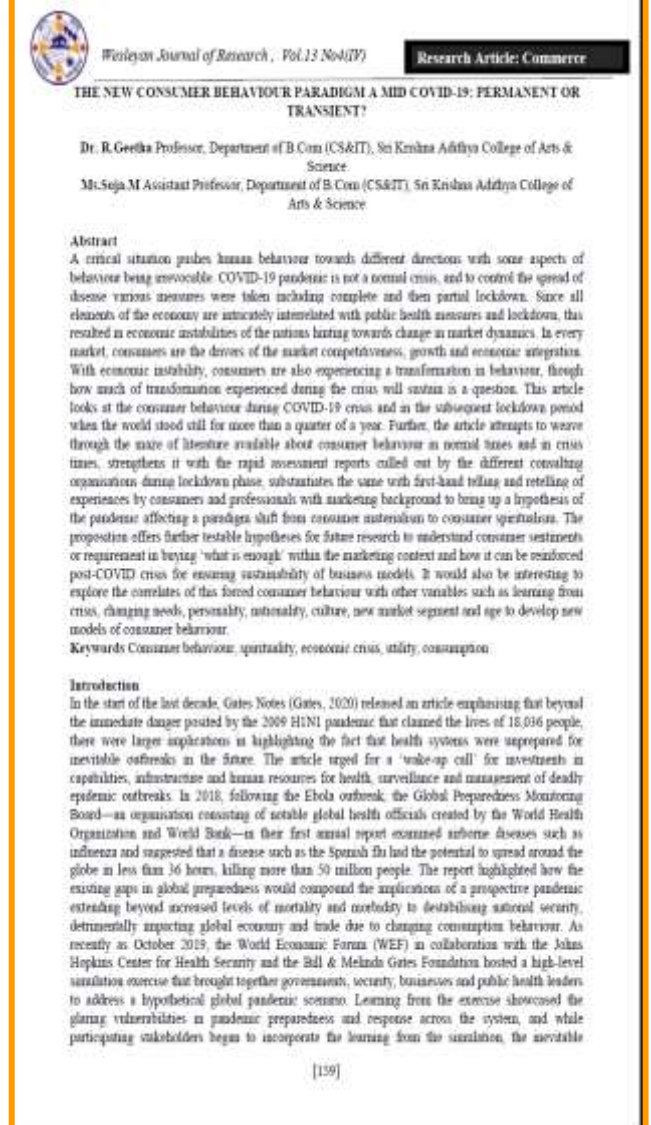 Wesleyan Journal of Research , Vol.13 No4(IV)
Research Article: Commerce
THE NEW CONSUMER BEHAVIOUR PARADIGM A MID COVID-19: PERMANENT OR
TRANSIENT?
Dr. R.Geetha Professor, Department of B.Com (CS&IT), Sri Krishna Adithya College of Arts &
Science
Ms.Suja.M Assistant Professor, Department of B.Com (CS&IT), Sri Krishna Adithya College of
Arts & Science
Abstract
A critical situation pushes human behaviour towards different directions with some aspects of
behaviour being irrevocable. COVID-19 pandemic is not a normal crisis, and to control the spread of
disease various measures were taken including complete and then partial lockdown. Since all
elements of the economy are intricately interrelated with public health measures and lockdown, this
resulted in economic instabilities of the nations hinting towards change in market dynamics. In every
market, consumers are the drivers of the market competitiveness, growth and economic integration.
With economic instability, consumers are also experiencing a transformation in behaviour, though
how much of transformation experienced during the crisis will sustain is a question. This article
looks at the consumer behaviour during COVID-19 crisis and in the subsequent lockdown period
when the world stood still for more than a quarter of a year. Further, the article attempts to weave
through the maze of literature available about consumer behaviour in normal times and in crisis
times, strengthens it with the rapid assessment reports culled out by the different consulting
organisations during lockdown phase, substantiates the same with first-hand telling and retelling of
experiences by consumers and professionals with marketing background to bring up a hypothesis of
the pandemic affecting a paradigm shift from consumer materialism to consumer spiritualism. The
proposition offers further testable hypotheses for future research to understand consumer sentiments
or requirement in buying ‘what is enough’ within the marketing context and how it can be reinforced
post-COVID crisis for ensuring sustainability of business models. It would also be interesting to
explore the correlates of this forced consumer behaviour with other variables such as learning from
crisis, changing needs, personality, nationality, culture, new market segment and age to develop new
models of consumer behaviour.
Keywords Consumer behaviour, spirituality, economic crisis, utility, consumption
Introduction
In the start of the last decade, Gates Notes (Gates, 2020) released an article emphasising that beyond
the immediate danger posited by the 2009 H1N1 pandemic that claimed the lives of 18,036 people,
there were larger implications in highlighting the fact that health systems were unprepared for
inevitable outbreaks in the future. The article urged for a ‘wake-up call’ for investments in
capabilities, infrastructure and human resources for health, surveillance and management of deadly
epidemic outbreaks. In 2018, following the Ebola outbreak, the Global Preparedness Monitoring
Board—an organisation consisting of notable global health officials created by the World Health
Organization and World Bank—in their first annual report examined airborne diseases such as
influenza and suggested that a disease such as the Spanish flu had the potential to spread around the
globe in less than 36 hours, killing more than 50 million people. The report highlighted how the
existing gaps in global preparedness would compound the implications of a prospective pandemic
extending beyond increased levels of mortality and morbidity to destabilising national security,
detrimentally impacting global economy and trade due to changing consumption behaviour. As
recently as October 2019, the World Economic Forum (WEF) in collaboration with the Johns
Hopkins Center for Health Security and the Bill & Melinda Gates Foundation hosted a high-level
simulation exercise that brought together governments, security, businesses and public health leaders
to address a hypothetical global pandemic scenario. Learning from the exercise showcased the
glaring vulnerabilities in pandemic preparedness and response across the system, and while
participating stakeholders began to incorporate the learning from the simulation, the inevitable
[159]